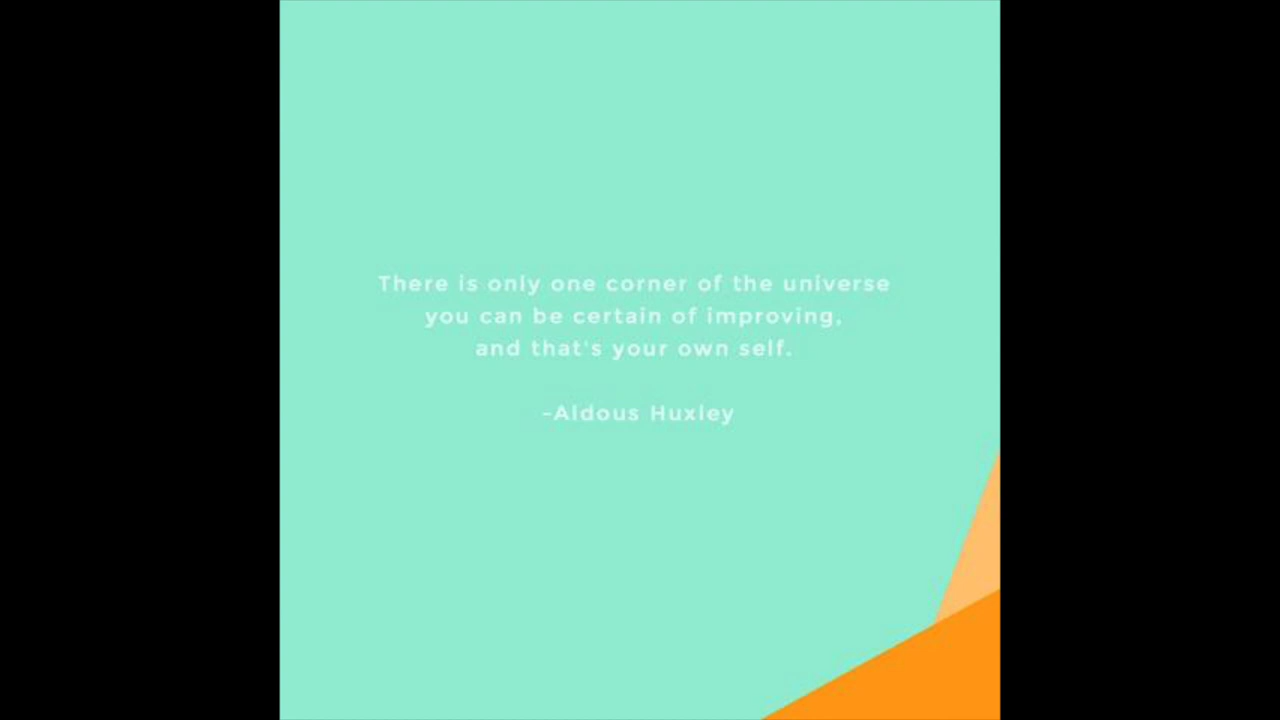 There is only one corner of the universe
you can be certain of improving,
and that's your own self.
-Aldous Huxley